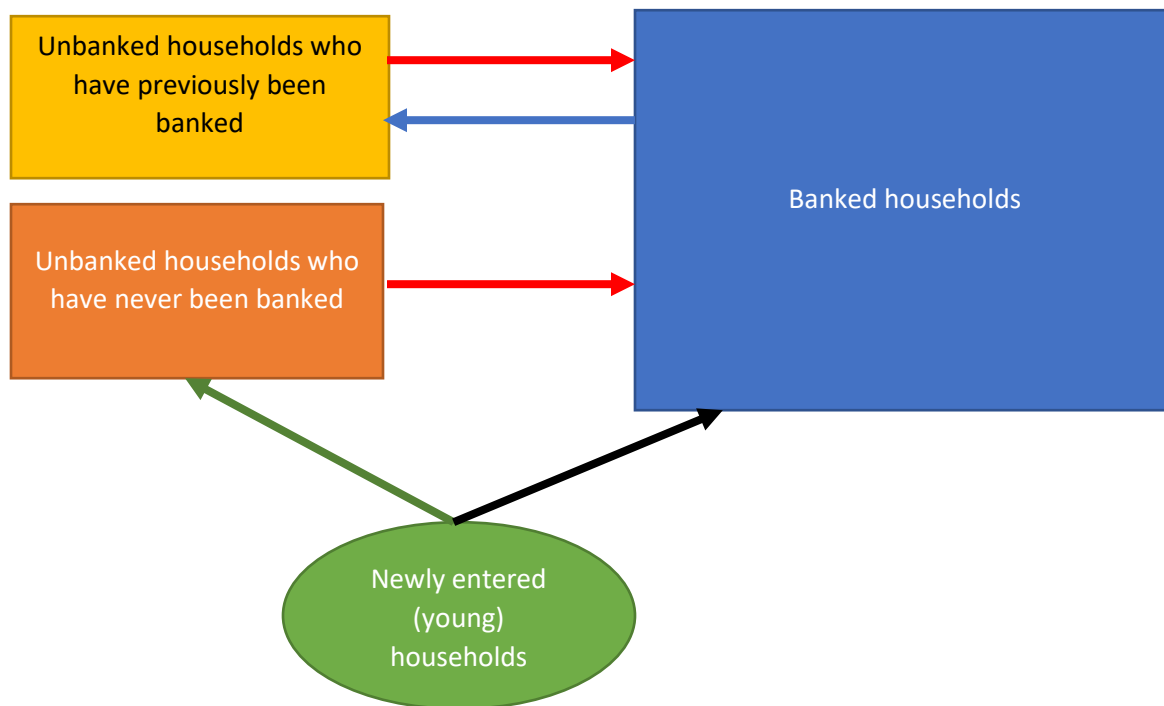 Unbanked households who
have previously been
banked
Banked households
Unbanked households who
have never been banked
Newly entered
(young)
households